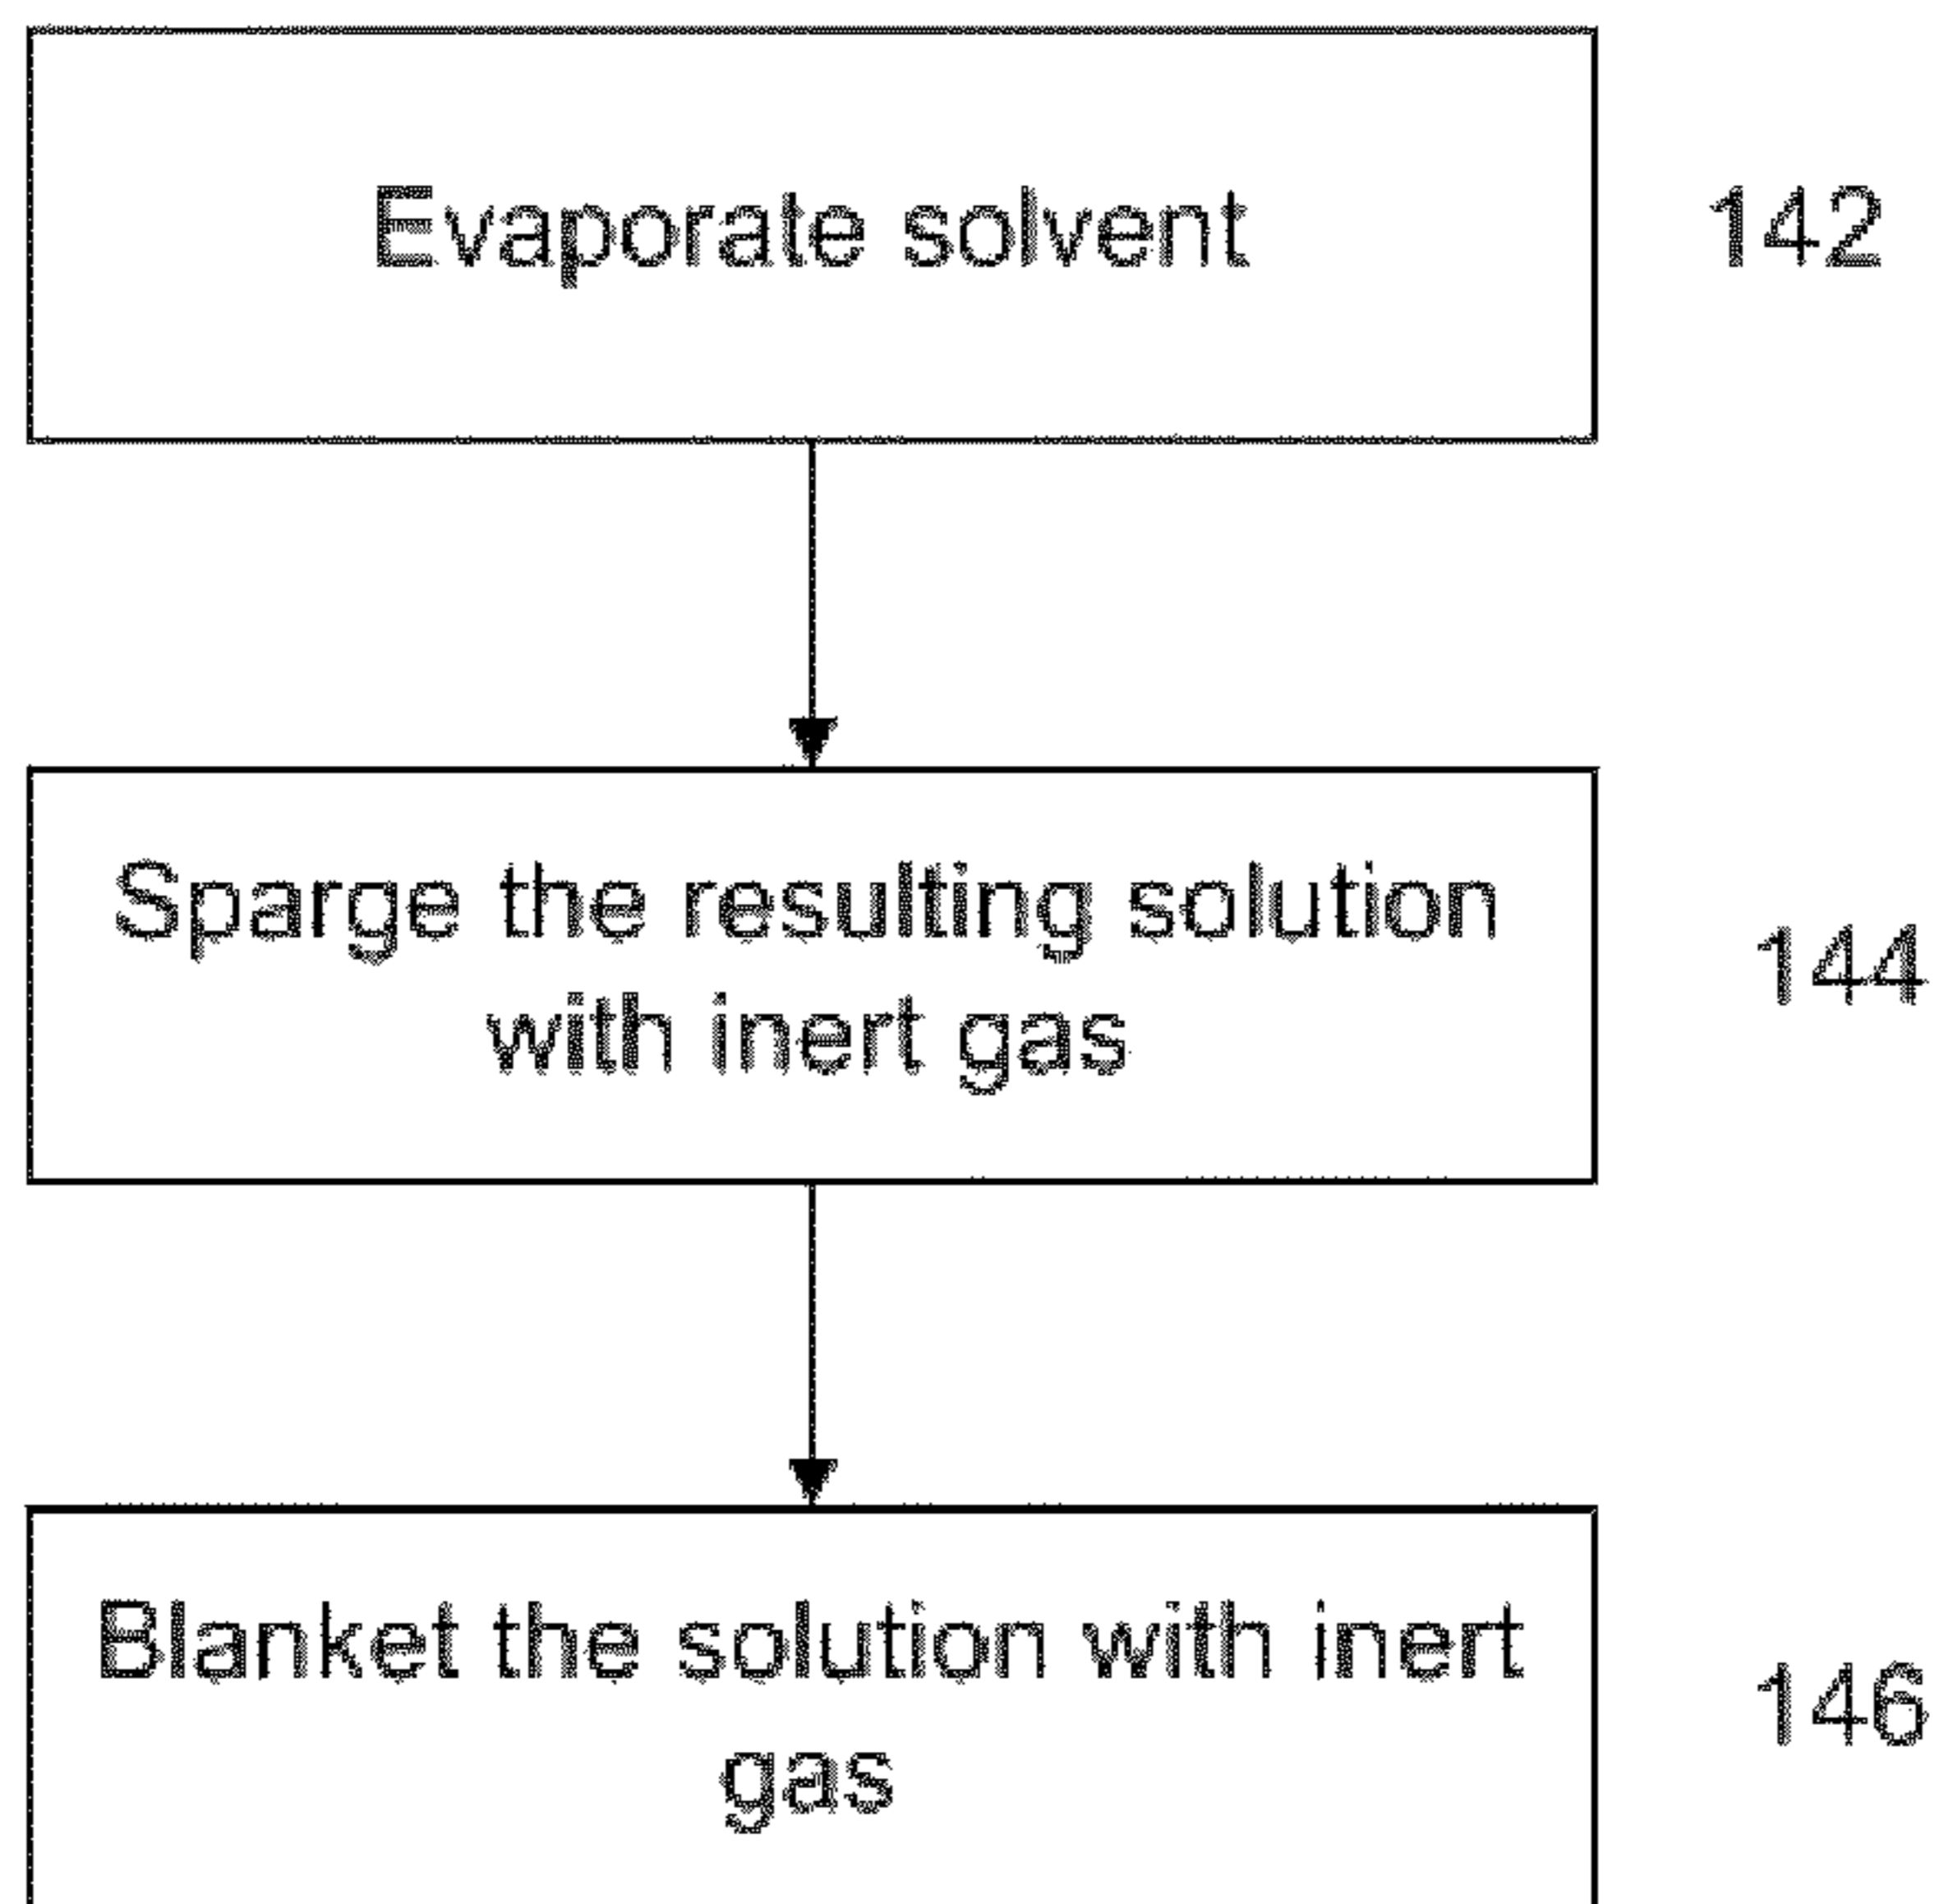 Evaporate solvent
142
Sparge the resulting solution
with inert gas
144
Blanket the solution with inert
gas
146